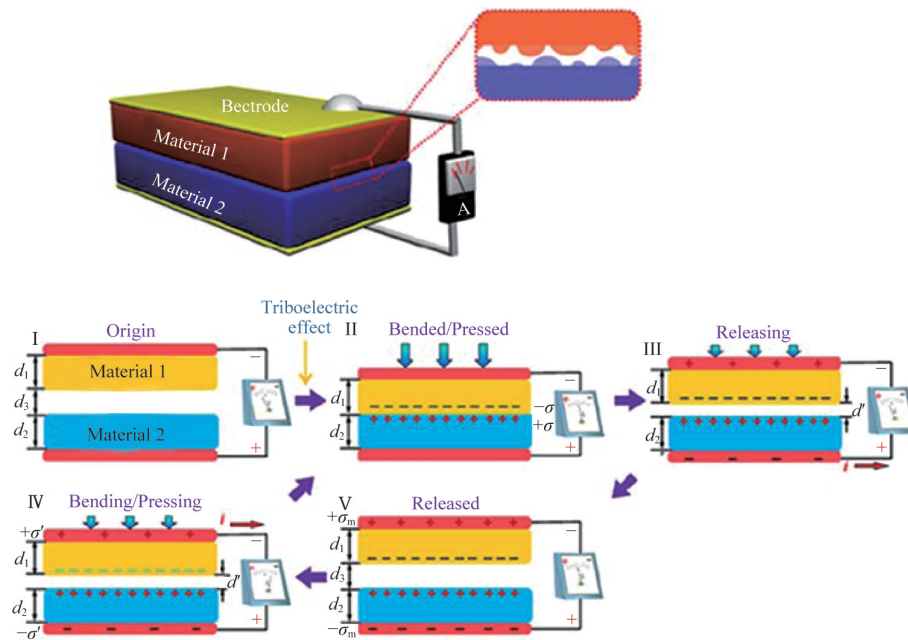 Bectrode
Material 1
Material 2
A
Triboelectric
effect
I
Origin
d₁
d₃
d₂
Material 1
Material 2
−
+
II
Bended/Pressed
d₁
d₂
−σ
+σ
−
+
III
Releasing
d₁
d₂
d″
−
+
I
IV
Bending/Pressing
+σ′
d₁
d₂
−σ′
I
d″
−
+
V
Released
+σₘ
d₁
d₃
d₂
−σₘ
−
+